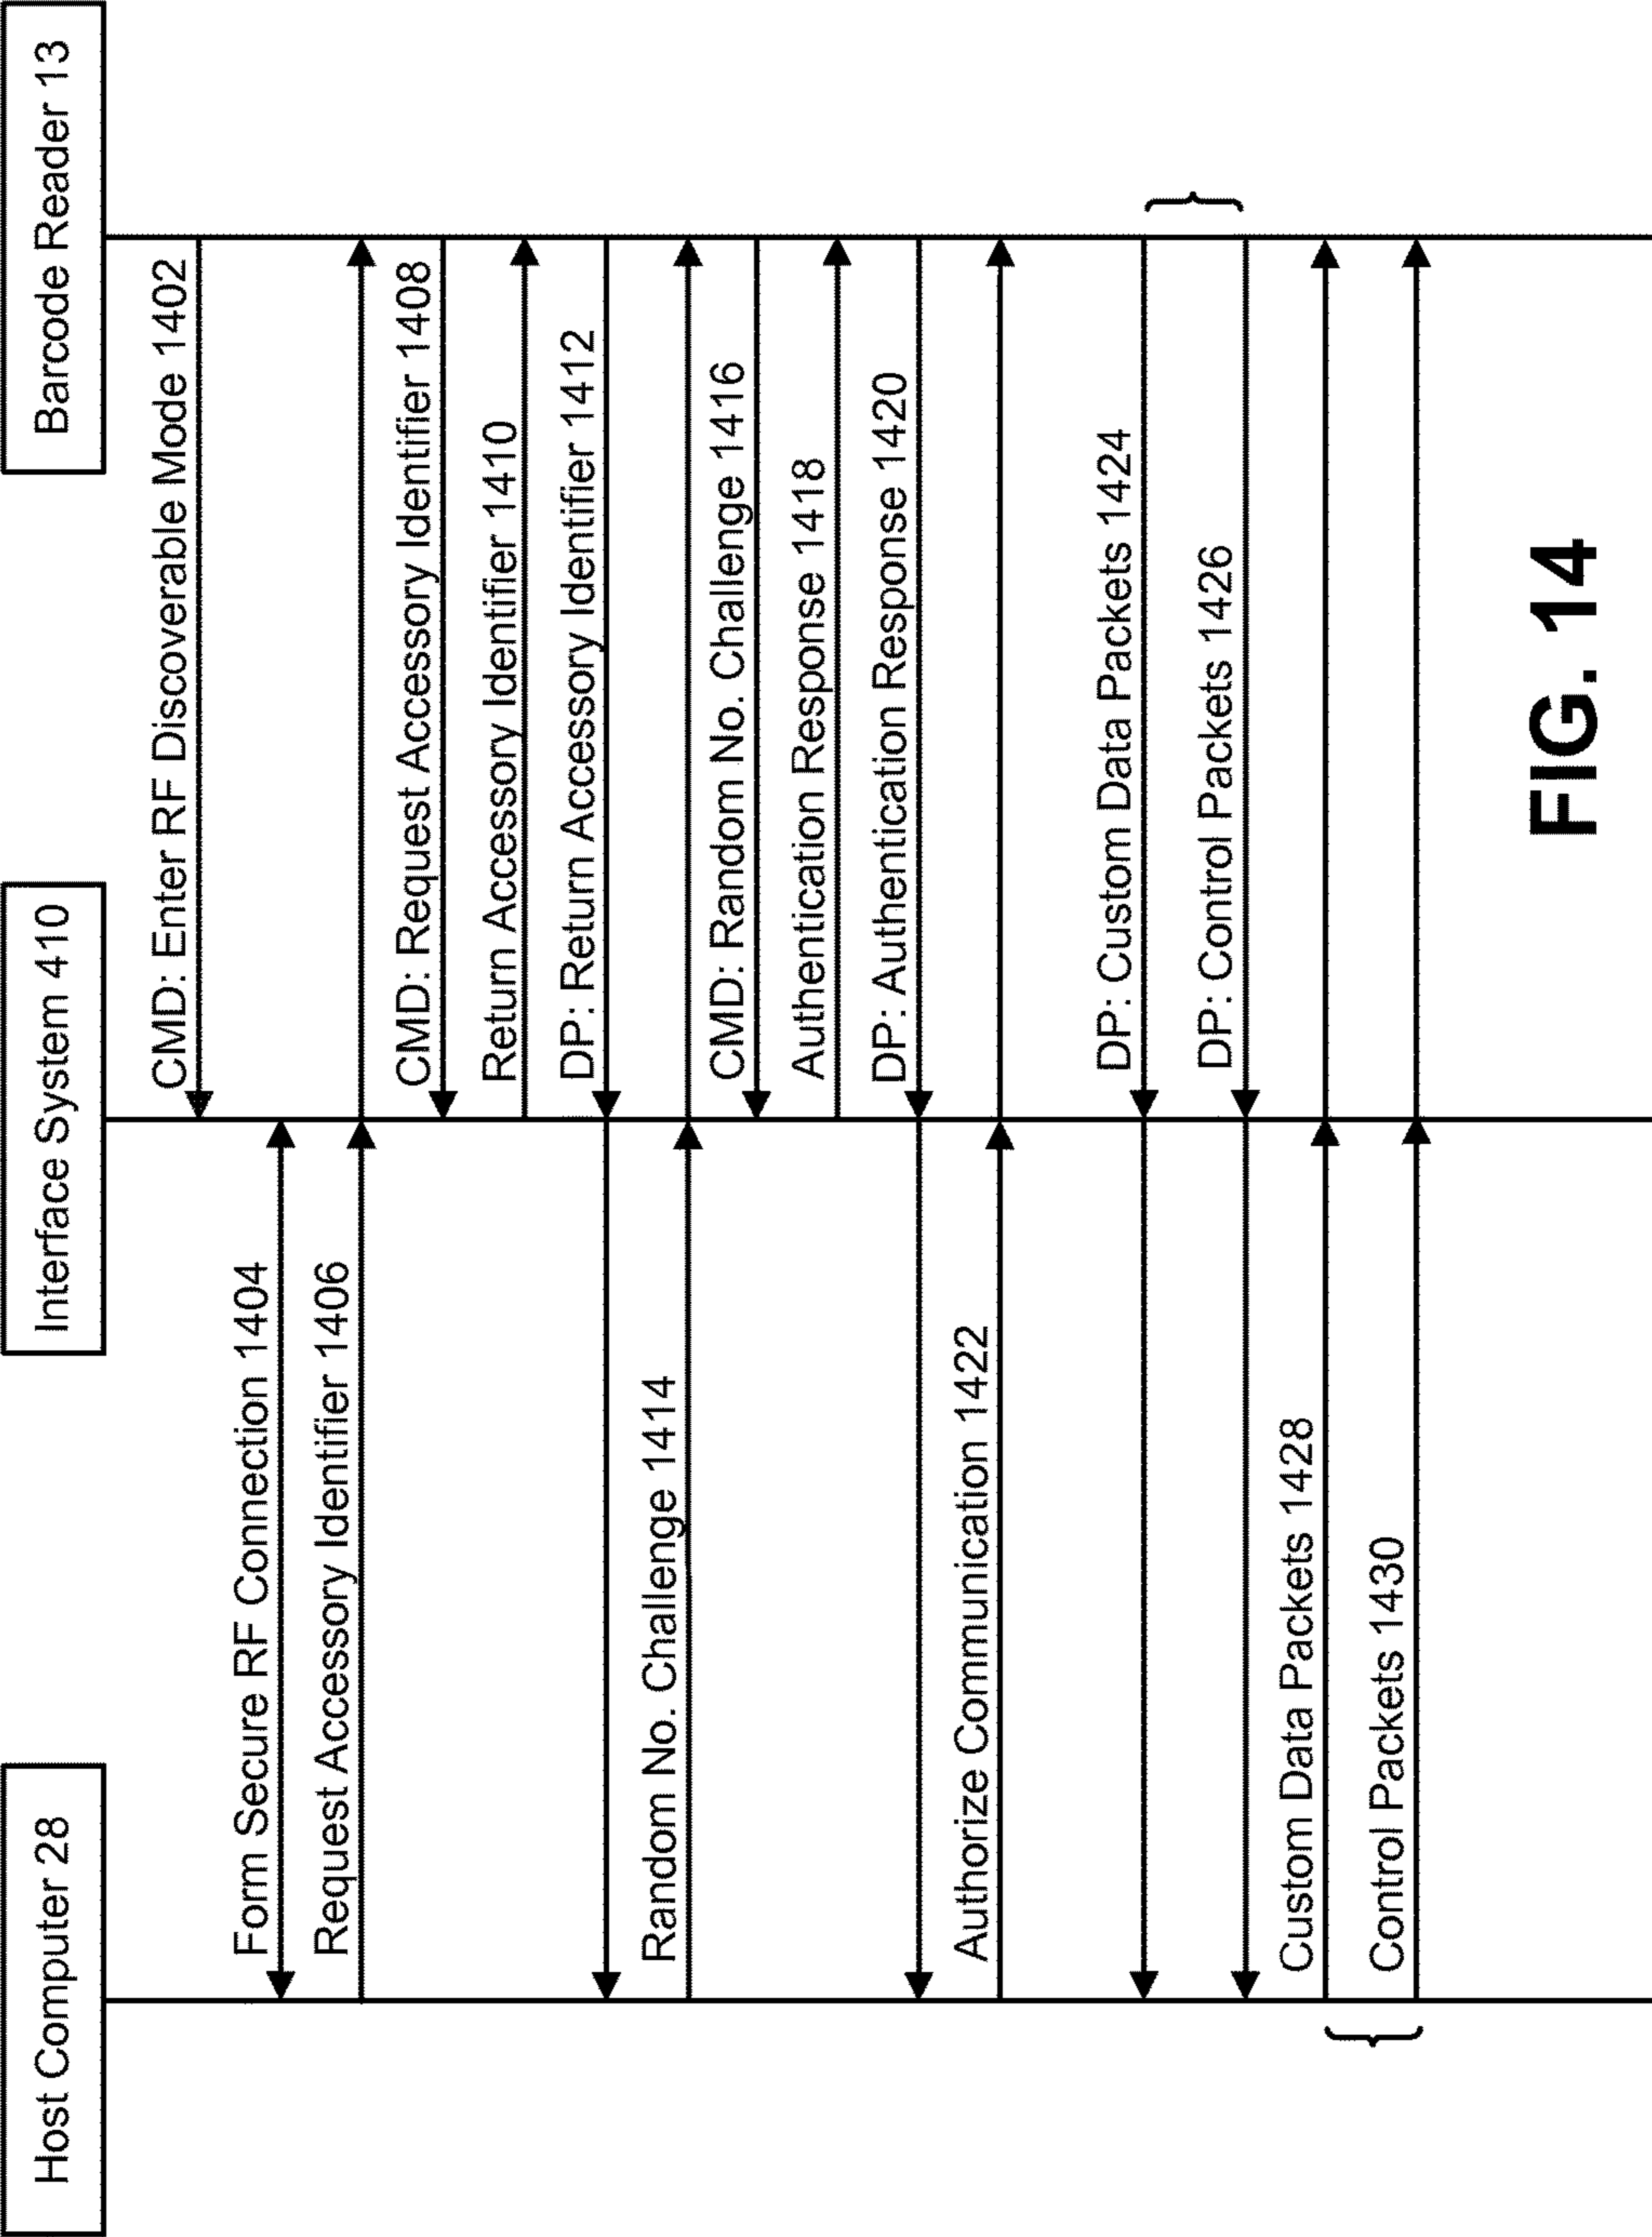 Host Computer 28
Interface System 410
Barcode Reader 13
CMD: Enter RF Discoverable Mode 1402
Form Secure RF Connection 1404
Request Accessory Identifier 1406
CMD: Request Accessory Identifier 1408
Return Accessory Identifier 1410
DP: Return Accessory Identifier 1412
Random No. Challenge 1414
CMD: Random No. Challenge 1416
Authentication Response 1418
DP: Authentication Response 1420
Authorize Communication 1422
DP: Custom Data Packets 1424
DP: Control Packets 1426
Custom Data Packets 1428
Control Packets 1430
FIG. 14